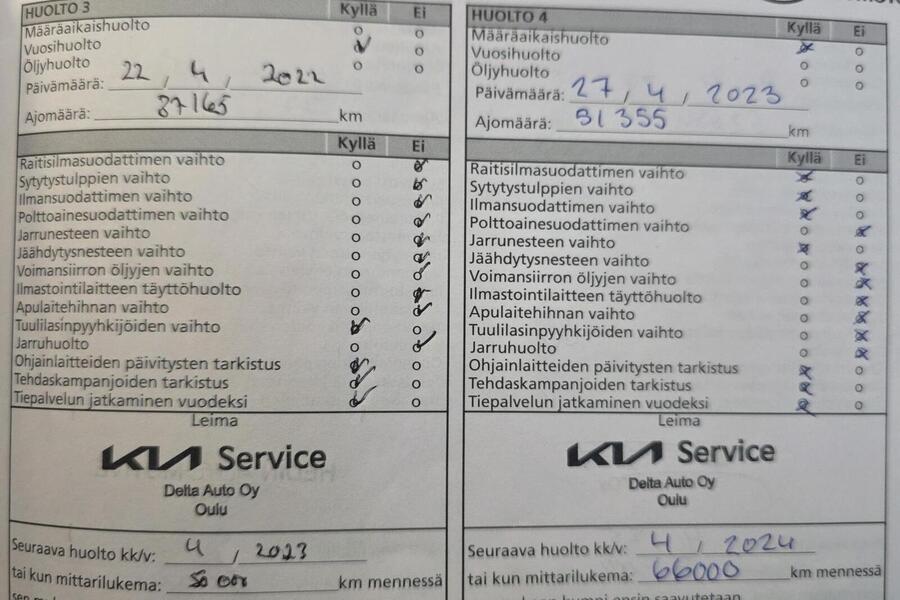 HUOLTO 3 Kyllä Ei
Määräaikaishuolto
Vuosihuolto
Öljyhuolto
Päivämäärä: 22, 4, 2022
Ajomäärä: 37165 km
Kyllä Ei
Raitisilmasuodattimen vaihto
Sytytystulppien vaihto
Ilmansuodattimen vaihto
Polttoainesuodattimen vaihto
Jarrunesteen vaihto
Jäähdytysnesteen vaihto
Voimansiirron öljyjen vaihto
Ilmastointilaitteen täyttöhuolto
Apulaitehihnan vaihto
Tuulilasinpyyhkijöiden vaihto
Jarruhuolto
Ohjainlaitteiden päivitysten tarkistus
Tehdaskampanjoiden tarkistus
Tiepalvelun jatkaminen vuodeksi
Leima
KIA Service
Delta Auto Oy
Oulu
Seuraava huolto kk/v: 4, 2023
tai kun mittarilukema: 50 000 km mennessä
HUOLTO 4 Kyllä Ei
Määräaikaishuolto
Vuosihuolto
Öljyhuolto
Päivämäärä: 27, 4, 2023
Ajomäärä: 51355 km
Kyllä Ei
Raitisilmasuodattimen vaihto
Sytytystulppien vaihto
Ilmansuodattimen vaihto
Polttoainesuodattimen vaihto
Jarrunesteen vaihto
Jäähdytysnesteen vaihto
Voimansiirron öljyjen vaihto
Ilmastointilaitteen täyttöhuolto
Apulaitehihnan vaihto
Tuulilasinpyyhkijöiden vaihto
Jarruhuolto
Ohjainlaitteiden päivitysten tarkistus
Tehdaskampanjoiden tarkistus
Tiepalvelun jatkaminen vuodeksi
Leima
KIA Service
Delta Auto Oy
Oulu
Seuraava huolto kk/v: 4, 2024
tai kun mittarilukema: 66000 km mennessä